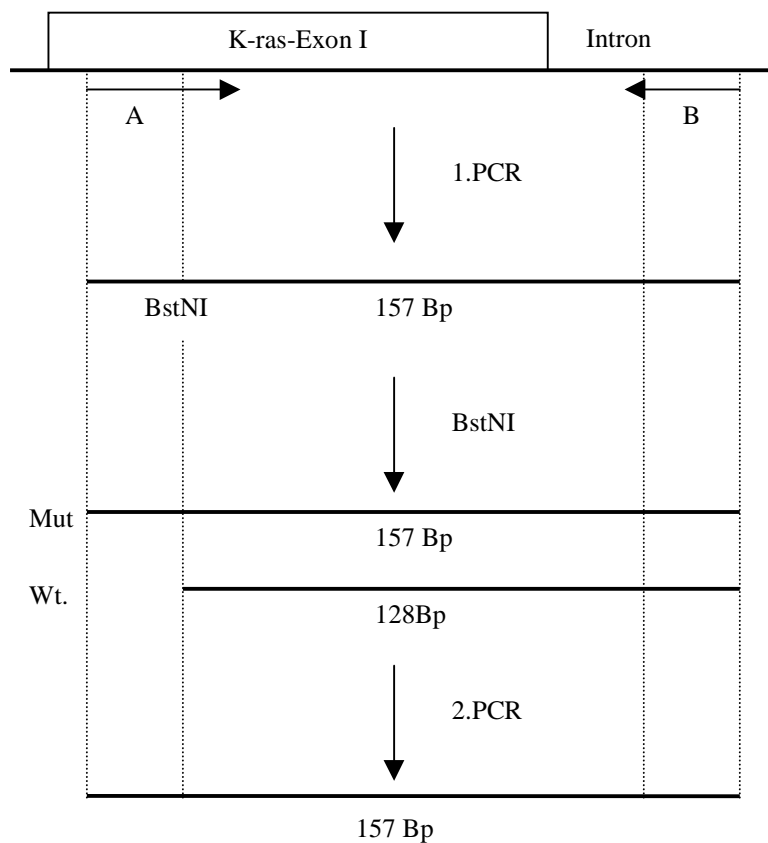 K-ras-Exon I Intron
A B
1.PCR
BstNI 157 Bp
BstNI
Mut
157 Bp
Wt.
128Bp
2.PCR
157 Bp